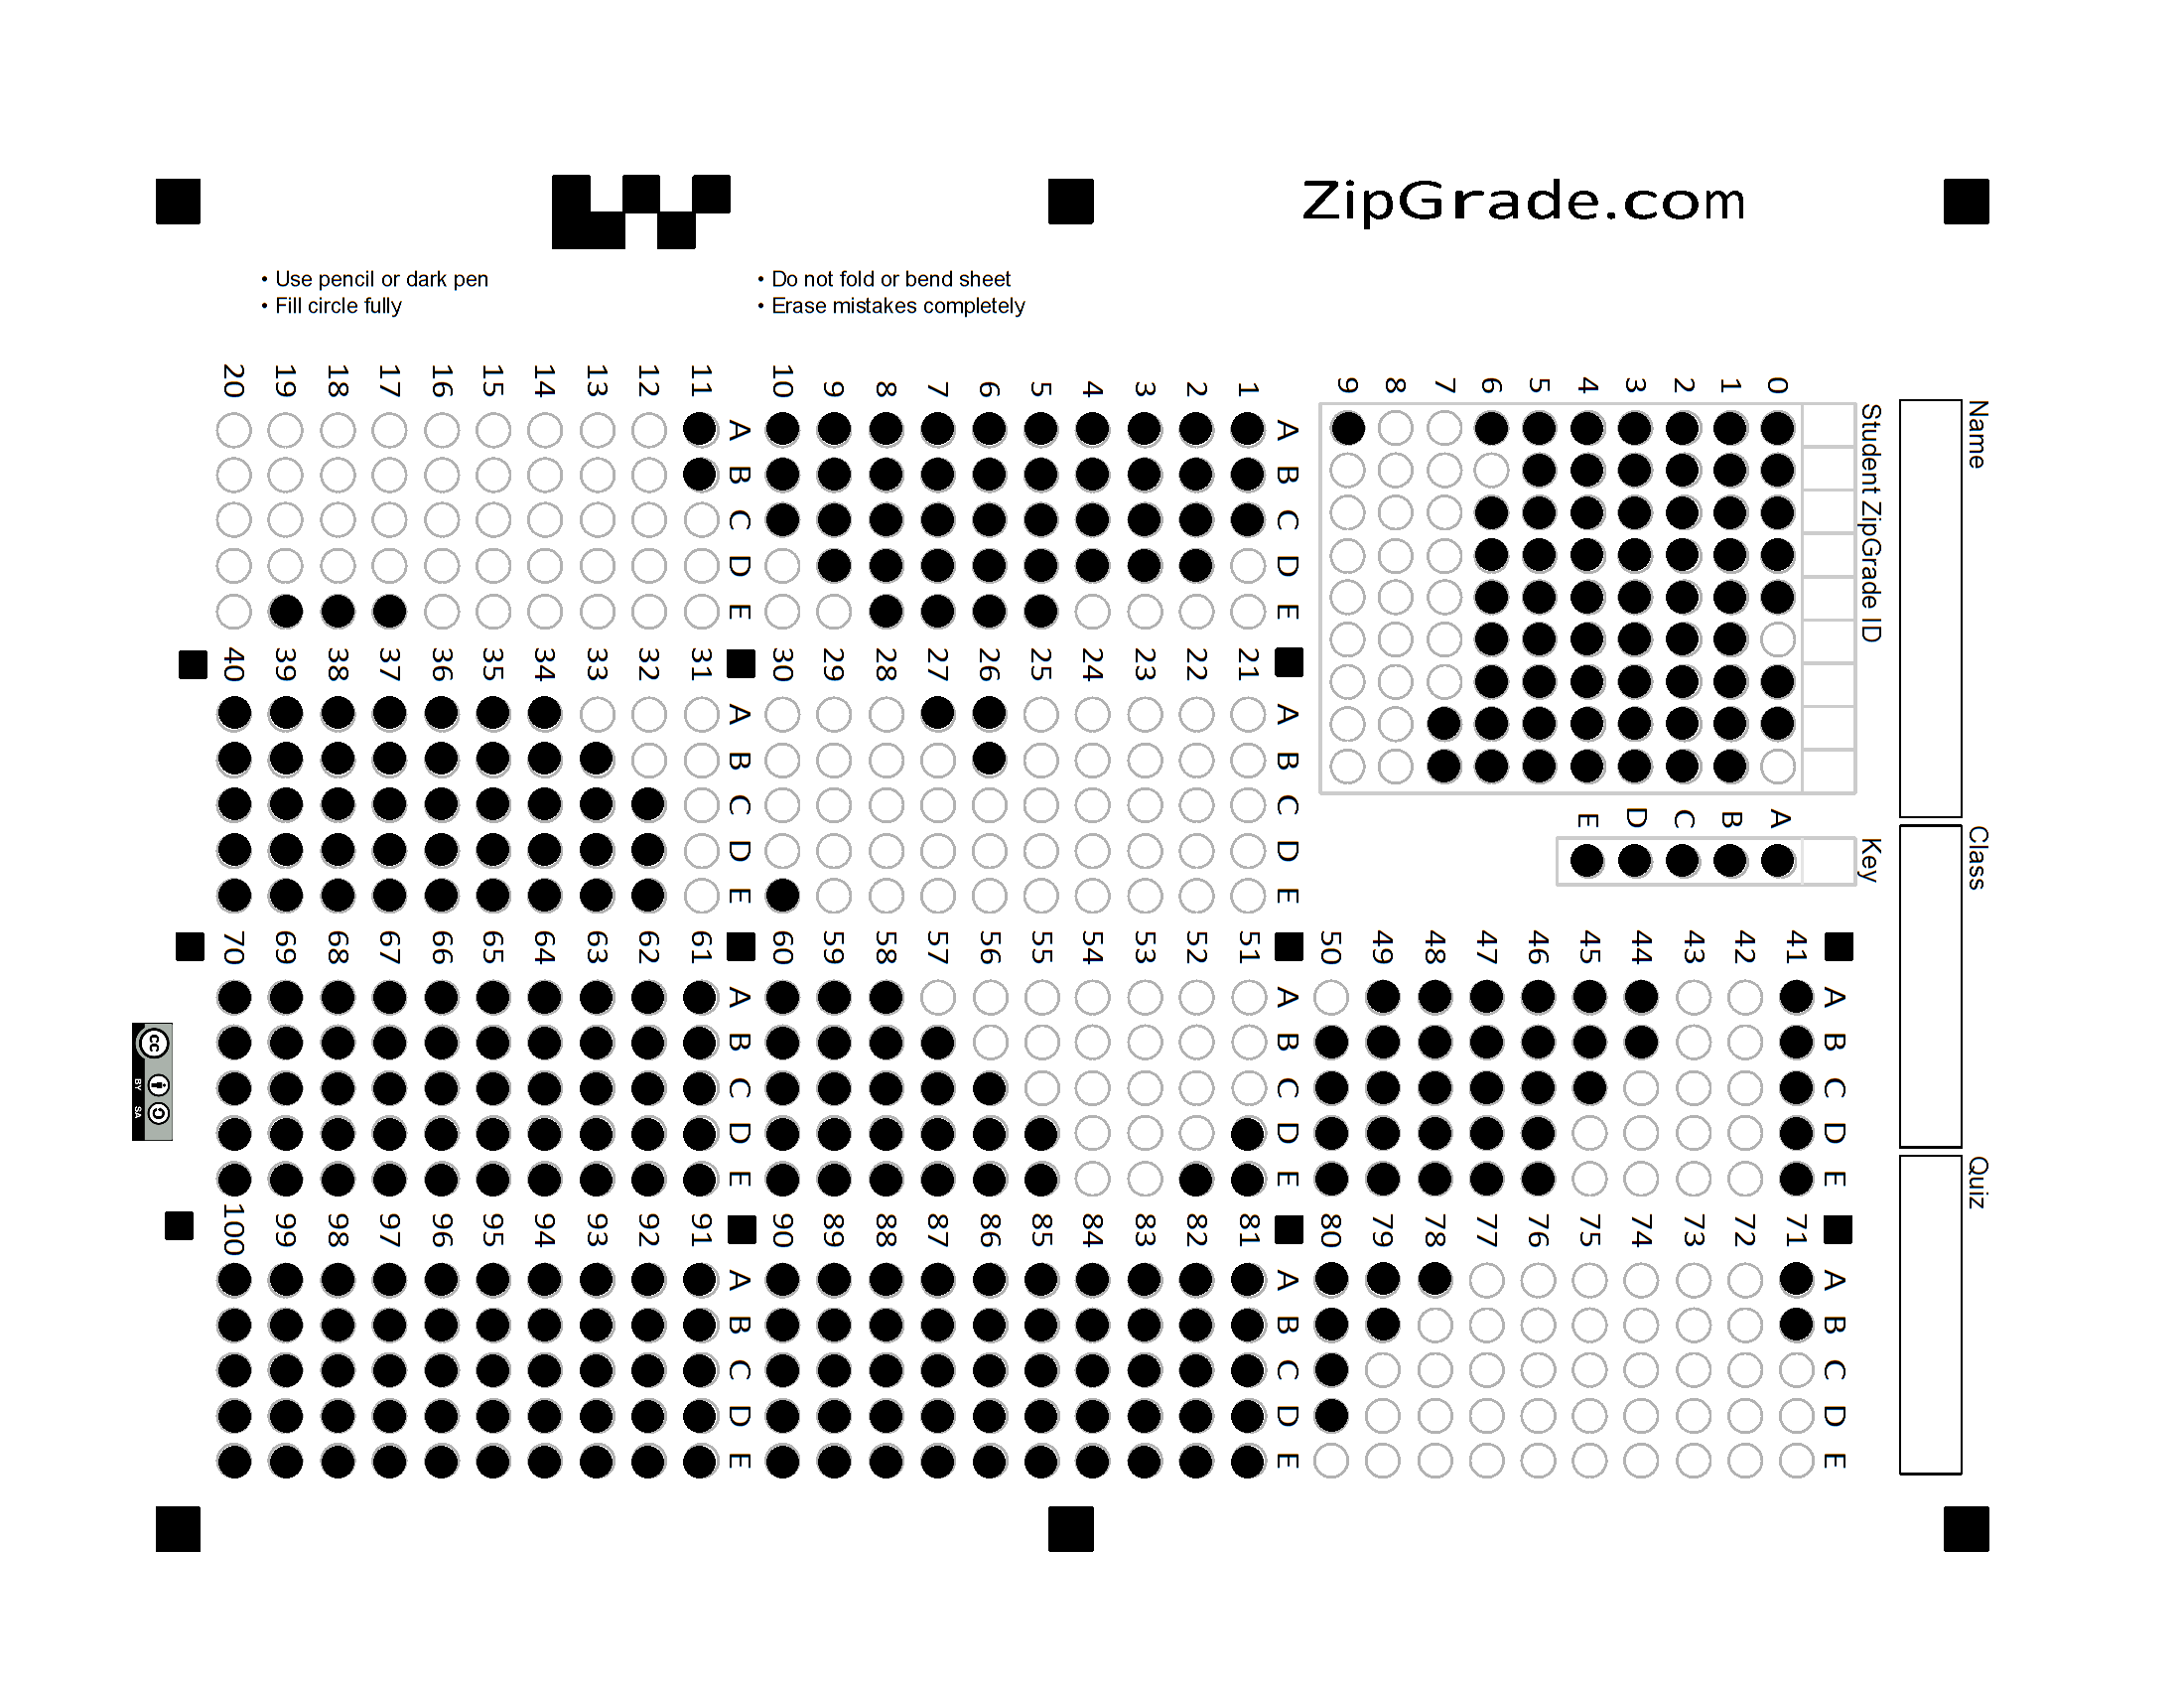 ZipGrade.com
• Use pencil or dark pen
• Fill circle fully
• Do not fold or bend sheet
• Erase mistakes completely
Name
Class
Quiz
Student ZipGrade ID
0 1 2 3 4 5 6 7 8 9
Key
A B C D E
1 2 3 4 5 6 7 8 9 10
A B C D E
11 12 13 14 15 16 17 18 19 20
A B C D E
21 22 23 24 25 26 27 28 29 30
A B C D E
31 32 33 34 35 36 37 38 39 40
A B C D E
41 42 43 44 45 46 47 48 49 50
A B C D E
51 52 53 54 55 56 57 58 59 60
A B C D E
61 62 63 64 65 66 67 68 69 70
A B C D E
71 72 73 74 75 76 77 78 79 80
A B C D E
81 82 83 84 85 86 87 88 89 90
A B C D E
91 92 93 94 95 96 97 98 99 100
A B C D E
cc BY SA